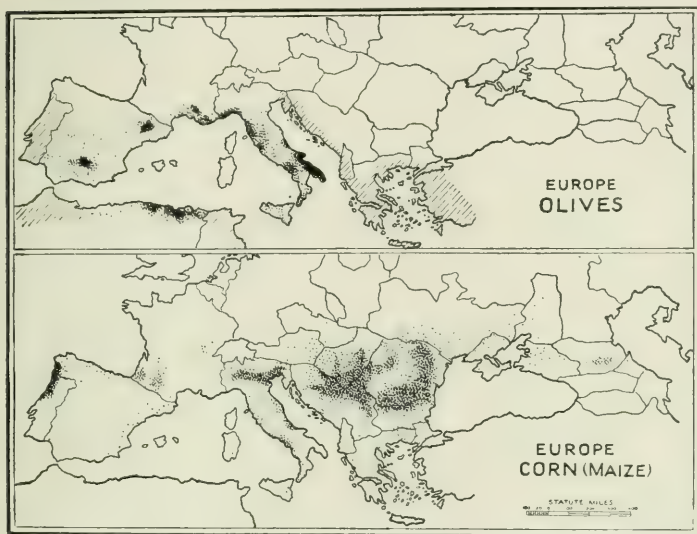 EUROPE
OLIVES
EUROPE
CORN (MAIZE)
STATUTE MILES